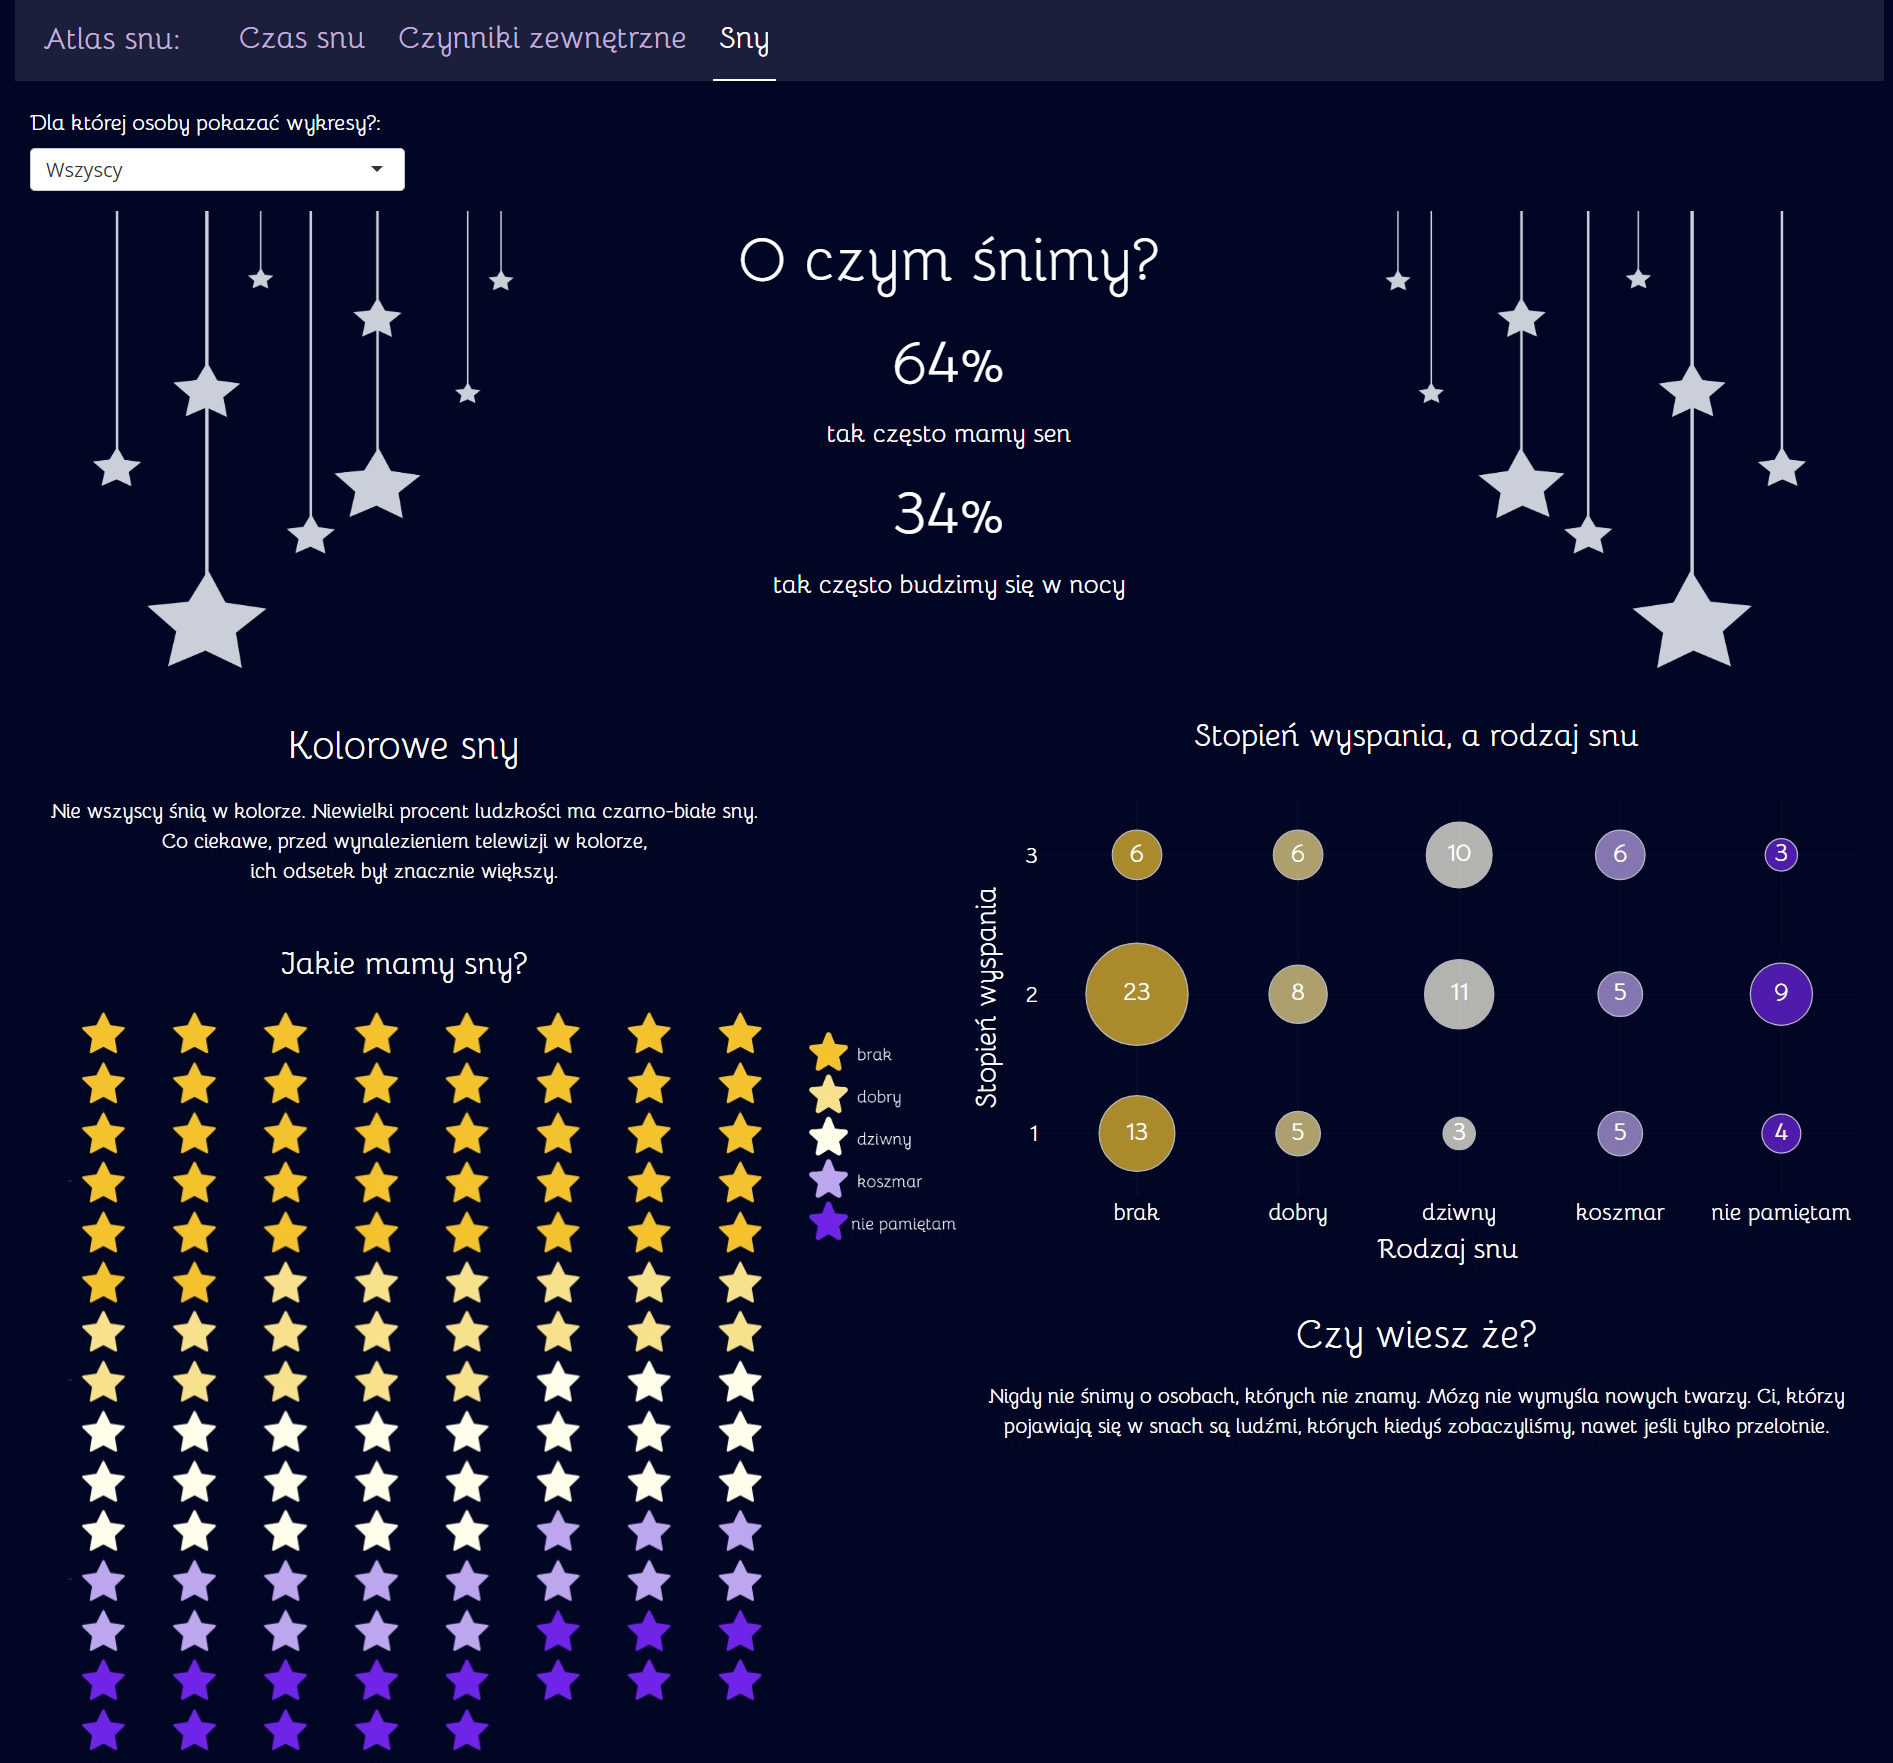 Atlas snu: Czas snu Czynniki zewnętrzne Sny
Dla której osoby pokazać wykresy?:
Wszyscy
O czym śnimy?
64%
tak często mamy sen
34%
tak często budzimy się w nocy
Kolorowe sny
Nie wszyscy śnią w kolorze. Niewielki procent ludzkości ma czarno-białe sny.
Co ciekawe, przed wynalezieniem telewizji w kolorze,
ich odsetek był znacznie większy.
Jakie mamy sny?
brak
dobry
dziwny
koszmar
nie pamiętam
Stopień wyspania, a rodzaj snu
Stopień wyspania
3 6 6 10 6 3
2 23 8 11 5 9
1 13 5 3 5 4
brak dobry dziwny koszmar nie pamiętam
Rodzaj snu
Czy wiesz że?
Nigdy nie śnimy o osobach, których nie znamy. Mózg nie wymyśla nowych twarzy. Ci, którzy
pojawiają się w snach są ludźmi, których kiedyś zobaczyliśmy, nawet jeśli tylko przelotnie.